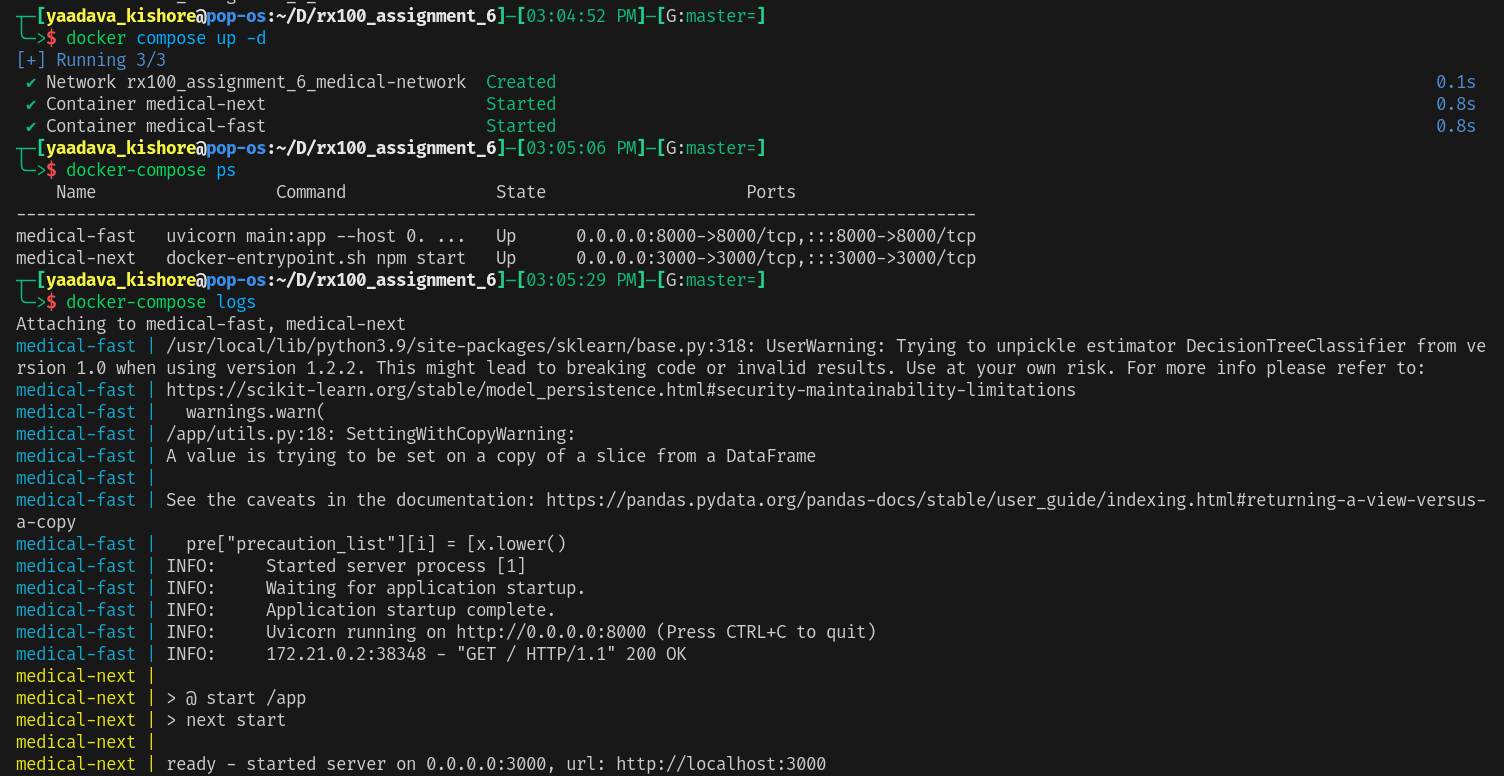 ┬─[yaadava_kishore@pop-os:~/D/rx100_assignment_6]─[03:04:52 PM]─[G:master=]
╰─>$ docker compose up -d
[+] Running 3/3
✔ Network rx100_assignment_6_medical-network  Created 0.1s
✔ Container medical-next Started 0.8s
✔ Container medical-fast Started 0.8s
┬─[yaadava_kishore@pop-os:~/D/rx100_assignment_6]─[03:05:06 PM]─[G:master=]
╰─>$ docker-compose ps
Name Command State Ports
------------------------------------------------------------------------------------------------
medical-fast   uvicorn main:app --host 0. ...   Up      0.0.0.0:8000->8000/tcp,:::8000->8000/tcp
medical-next   docker-entrypoint.sh npm start   Up      0.0.0.0:3000->3000/tcp,:::3000->3000/tcp
┬─[yaadava_kishore@pop-os:~/D/rx100_assignment_6]─[03:05:29 PM]─[G:master=]
╰─>$ docker-compose logs
Attaching to medical-fast, medical-next
medical-fast | /usr/local/lib/python3.9/site-packages/sklearn/base.py:318: UserWarning: Trying to unpickle estimator DecisionTreeClassifier from ve
rsion 1.0 when using version 1.2.2. This might lead to breaking code or invalid results. Use at your own risk. For more info please refer to:
medical-fast | https://scikit-learn.org/stable/model_persistence.html#security-maintainability-limitations
medical-fast |   warnings.warn(
medical-fast | /app/utils.py:18: SettingWithCopyWarning:
medical-fast | A value is trying to be set on a copy of a slice from a DataFrame
medical-fast |
medical-fast | See the caveats in the documentation: https://pandas.pydata.org/pandas-docs/stable/user_guide/indexing.html#returning-a-view-versus-
a-copy
medical-fast |   pre["precaution_list"][i] = [x.lower()
medical-fast | INFO:     Started server process [1]
medical-fast | INFO:     Waiting for application startup.
medical-fast | INFO:     Application startup complete.
medical-fast | INFO:     Uvicorn running on http://0.0.0.0:8000 (Press CTRL+C to quit)
medical-fast | INFO:     172.21.0.2:38348 - "GET / HTTP/1.1" 200 OK
medical-next |
medical-next | > @ start /app
medical-next | > next start
medical-next |
medical-next | ready - started server on 0.0.0.0:3000, url: http://localhost:3000